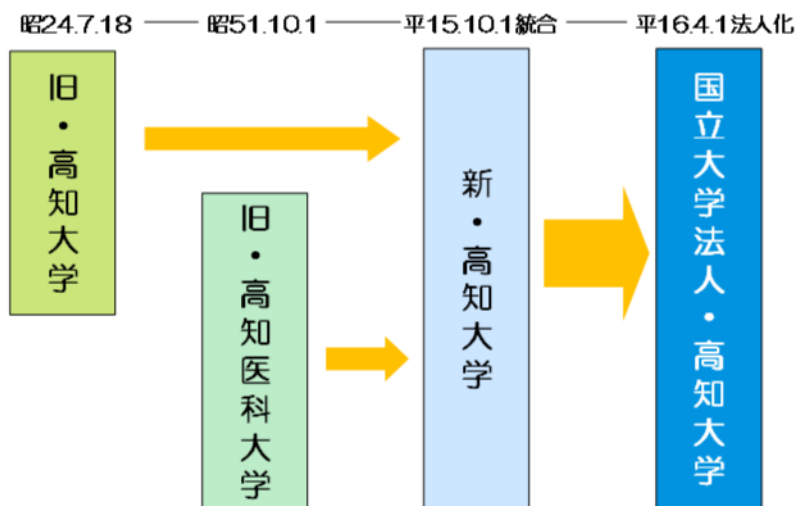 昭24.7.18 ── 昭51.10.1 ── 平15.10.1統合 ── 平16.4.1法人化
旧・高知大学
旧・高知医科大学
新・高知大学
国立大学法人・高知大学